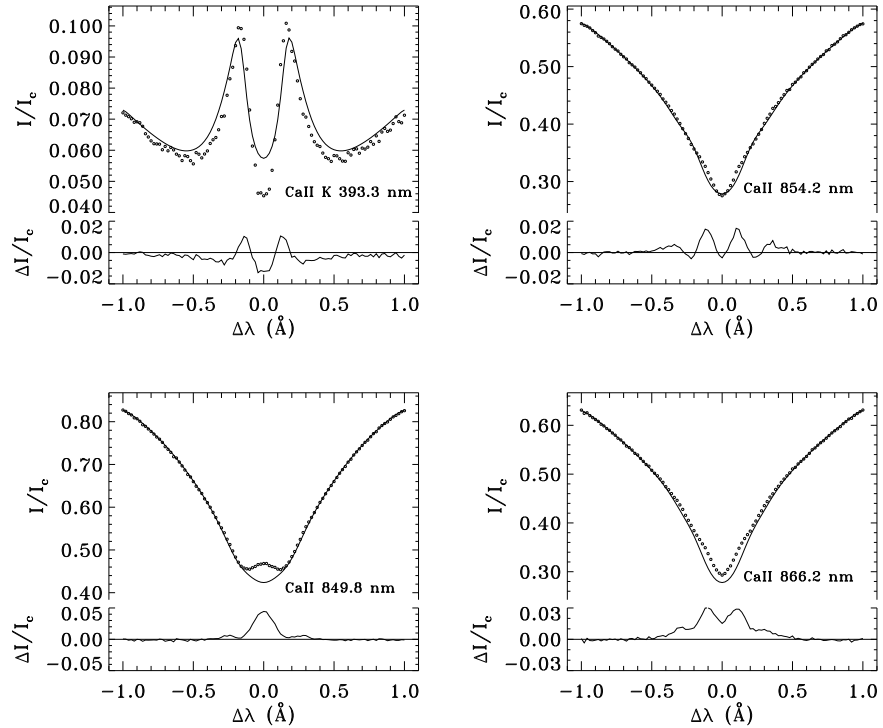 0.100
0.090
0.080
0.070
0.060
0.050
0.040
I/Ic
CaII K 393.3 nm
0.02
0.00
−0.02
ΔI/Ic
−1.0 −0.5 0.0 0.5 1.0
Δλ (Å)
0.60
0.50
0.40
0.30
I/Ic
CaII 854.2 nm
0.02
0.00
−0.02
ΔI/Ic
−1.0 −0.5 0.0 0.5 1.0
Δλ (Å)
0.80
0.70
0.60
0.50
0.40
I/Ic
CaII 849.8 nm
0.05
0.00
−0.05
ΔI/Ic
−1.0 −0.5 0.0 0.5 1.0
Δλ (Å)
0.60
0.50
0.40
0.30
I/Ic
CaII 866.2 nm
0.03
0.00
−0.03
ΔI/Ic
−1.0 −0.5 0.0 0.5 1.0
Δλ (Å)